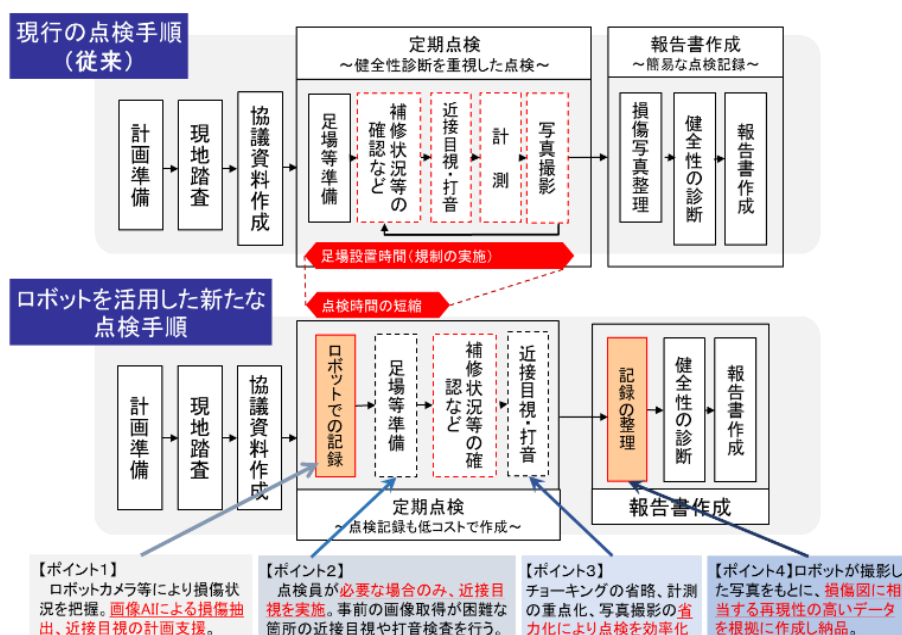 現行の点検手順
(従来)
定期点検
～健全性診断を重視した点検～
報告書作成
～簡易な点検記録～
計画準備
現地踏査
協議資料作成
足場等準備
補修状況等の
確認など
近接目視・打音
計測
写真撮影
損傷写真整理
健全性の診断
報告書作成
足場設置時間(規制の実施)
点検時間の短縮
ロボットを活用した新たな
点検手順
計画準備
現地踏査
協議資料作成
ロボットでの記録
足場等準備
補修状況等の確
認など
近接目視・打音
記録の整理
健全性の診断
報告書作成
定期点検
～点検記録も低コストで作成～
報告書作成
【ポイント1】
ロボットカメラ等により損傷状
況を把握。画像AIによる損傷抽
出、近接目視の計画支援。
【ポイント2】
点検員が必要な場合のみ、近接目
視を実施。事前の画像取得が困難な
箇所の近接目視や打音検査を行う。
【ポイント3】
チョーキングの省略、計測
の重点化、写真撮影の省
力化により点検を効率化
【ポイント4】ロボットが撮影し
た写真をもとに、損傷図に相
当する再現性の高いデータ
を根拠に作成し納品。